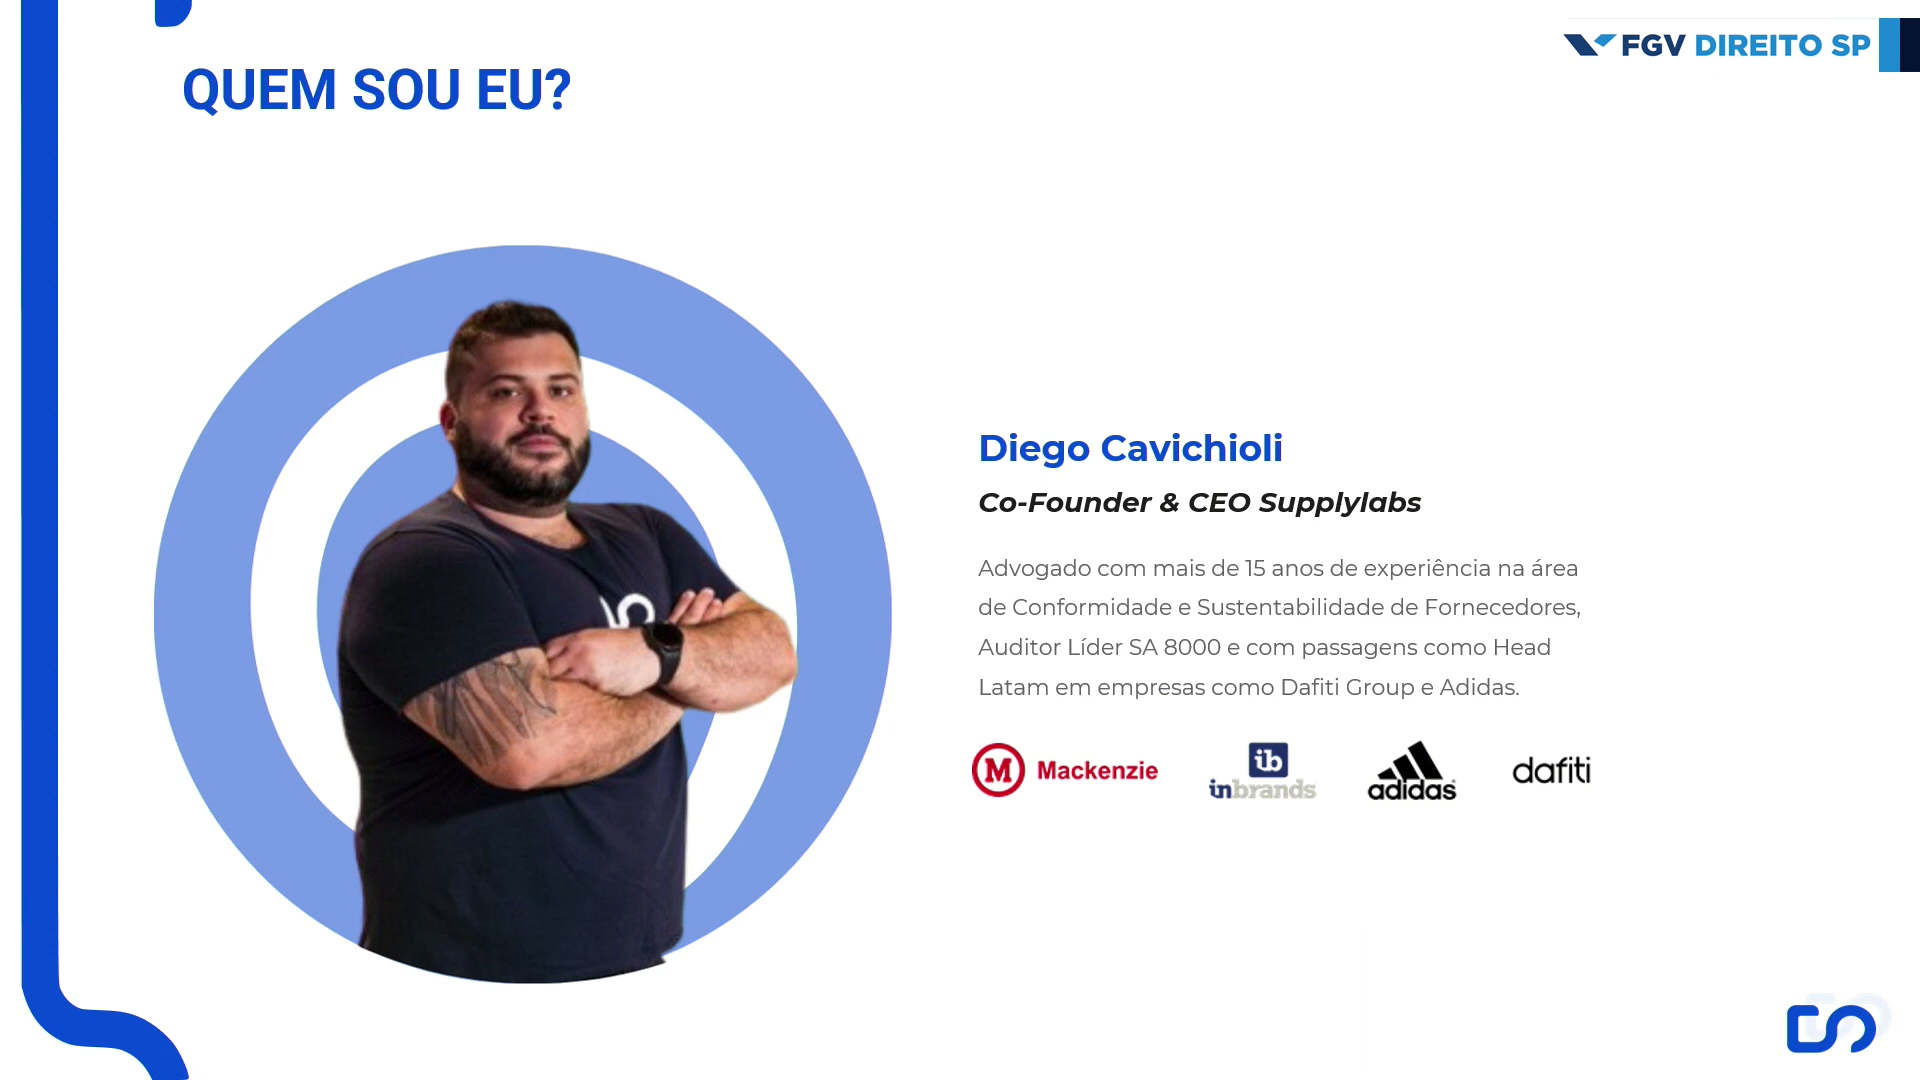 FGV DIREITO SP
QUEM SOU EU?
Diego Cavichioli
Co-Founder & CEO Supplylabs
Advogado com mais de 15 anos de experiência na área
de Conformidade e Sustentabilidade de Fornecedores,
Auditor Líder SA 8000 e com passagens como Head
Latam em empresas como Dafiti Group e Adidas.
M Mackenzie
ib
inbrands
adidas
dafiti